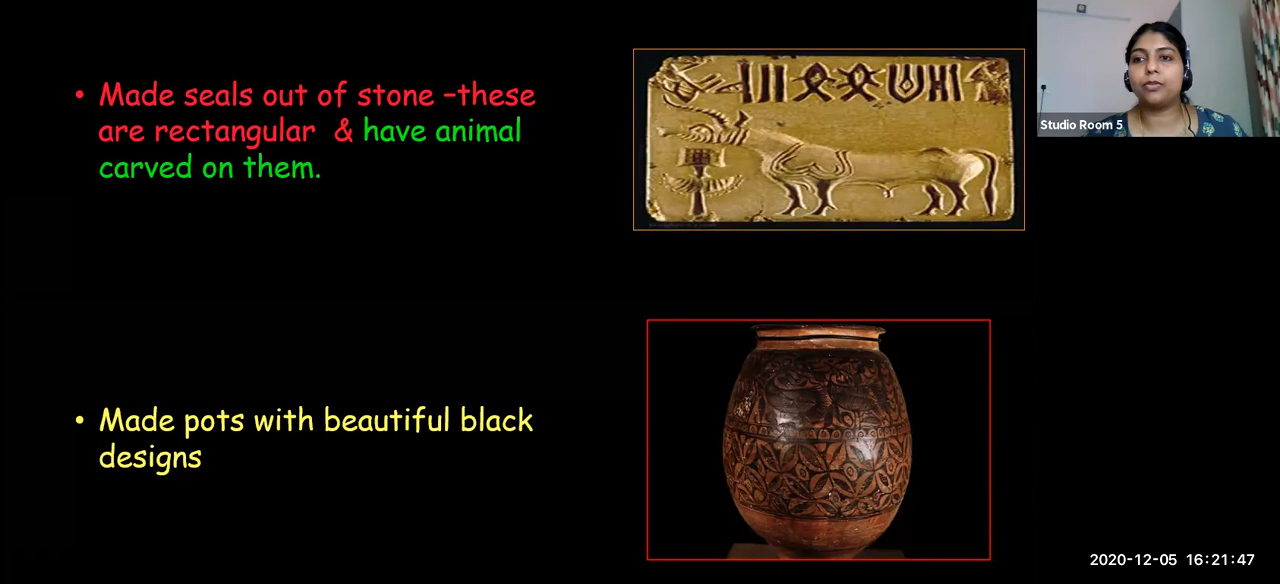 • Made seals out of stone –these
are rectangular & have animal
carved on them.
• Made pots with beautiful black
designs
Studio Room 5
2020-12-05 16:21:47